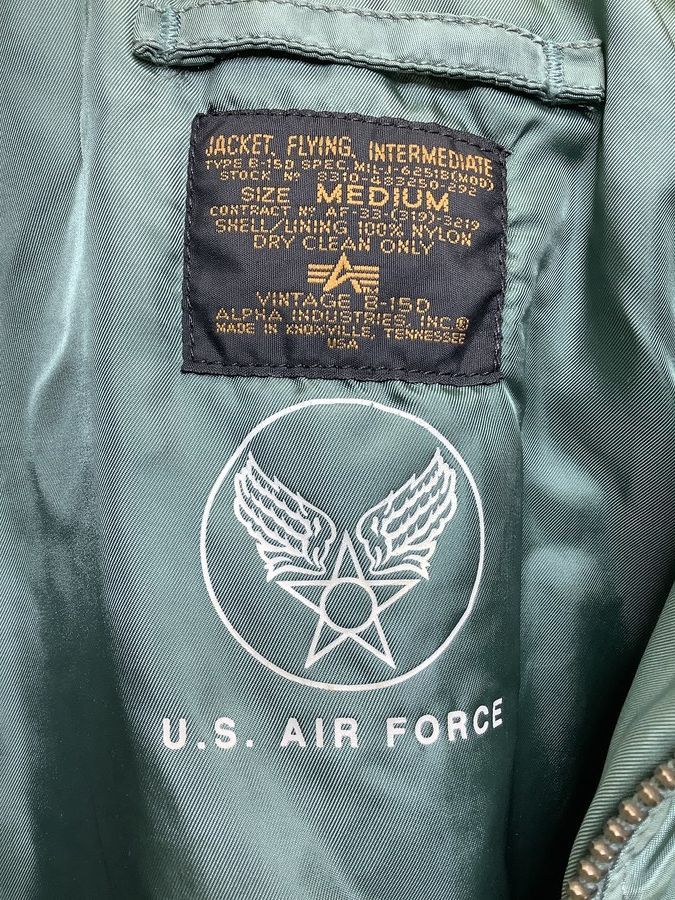 JACKET, FLYING, INTERMEDIATE
TYPE B-15D SPEC. MIL-J-6251B(MOD)
STOCK Nº 8310-483250-292
SIZE MEDIUM
CONTRACT Nº AF-33-(319)-3219
SHELL/LINING 100% NYLON
DRY CLEAN ONLY
TM
VINTAGE B-15D
ALPHA INDUSTRIES, INC.®
MADE IN KNOXVILLE, TENNESSEE
USA
U.S. AIR FORCE